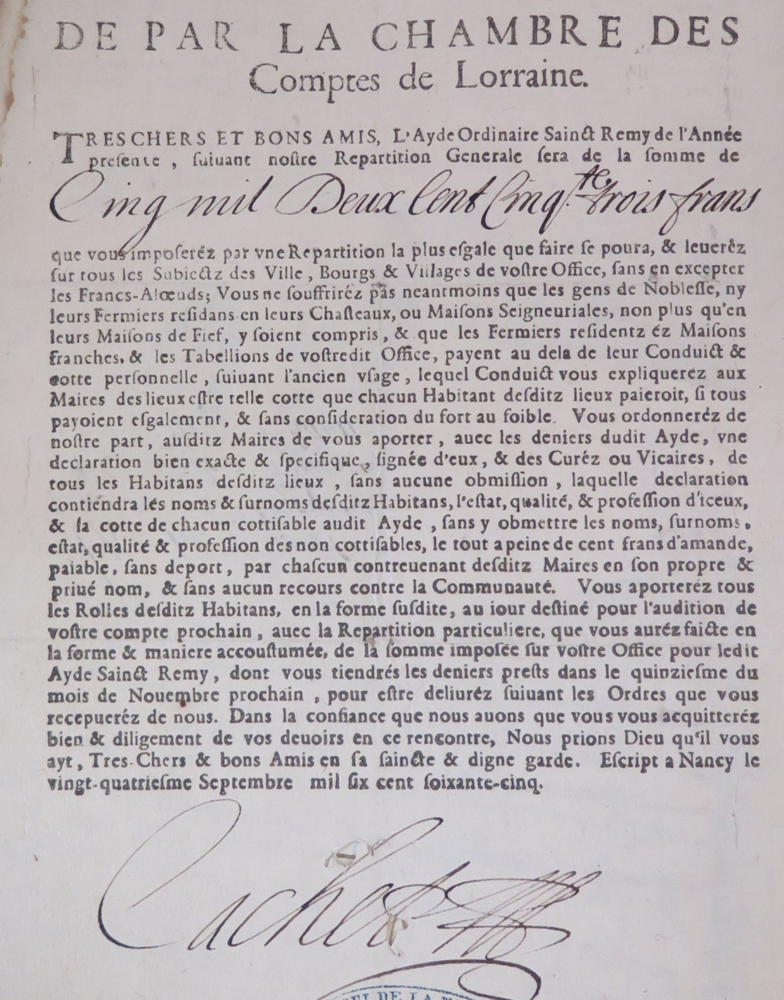 DE PAR LA CHAMBRE DES
Comptes de Lorraine.
TRESCHERS ET BONS AMIS, L'Ayde Ordinaire Sainct Remy de l'Année
presente, suiuant nostre Repartition Generale sera de la somme de
Cinq mil Deux Cent Cinq.te trois frans
que vous imposeréz par vne Repartition la plus esgale que faire se poura, & leueréz
sur tous les Subiectz des Ville, Bourgs & Villages de vostre Office, sans en excepter
les Francs-Alœuds; Vous ne souffriréz pas neantmoins que les gens de Noblesse, ny
leurs Fermiers residans en leurs Chasteaux, ou Maisons Seigneuriales, non plus qu'en
leurs Maisons de Fief, y soient compris, & que les Fermiers residentz éz Maisons
franches, & les Tabellions de vostredit Office, payent au dela de leur Conduict &
cotte personnelle, suiuant l'ancien vsage, lequel Conduict vous expliqueréz aux
Maires des lieux estre telle cotte que chacun Habitant desditz lieux paieroit, si tous
payoient esgalement, & sans consideration du fort au foible. Vous ordonneréz de
nostre part, ausditz Maires de vous aporter, auec les deniers dudit Ayde, vne
declaration bien exacte & specifique, signée d'eux, & des Curéz ou Vicaires, de
tous les Habitans desditz lieux, sans aucune obmission, laquelle declaration
contiendra lés noms & surnoms desditz Habitans, l'estat, qualité, & profession d'iceux,
& la cotte de chacun cottisable audit Ayde, sans y obmettre les noms, surnoms,
estat, qualité & profession des non cottisables, le tout a peine de cent frans d'amande,
paiable, sans deport, par chascun contreuenant desditz Maires en son propre &
priué nom, & sans aucun recours contre la Communauté. Vous aporteréz tous
les Rolles desditz Habitans, en la forme susdite, au iour destiné pour l'audition de
vostre compte prochain, auec la Repartition particuliere, que vous auréz faicte en
la forme & maniere accoustumée, de la somme imposée sur vostre Office pour ledit
Ayde Sainct Remy, dont vous tiendrés les deniers prests dans le quinziesme du
mois de Nouembre prochain, pour estre deliuréz suiuant les Ordres que vous
recepueréz de nous. Dans la confiance que nous auons que vous vous acquitteréz
bien & diligement de vos deuoirs en ce rencontre, Nous prions Dieu qu'il vous
ayt, Tres-Chers & bons Amis en sa saincte & digne garde. Escript a Nancy le
vingt-quatriesme Septembre mil six cent soixante-cinq.
Cachet
DE LA